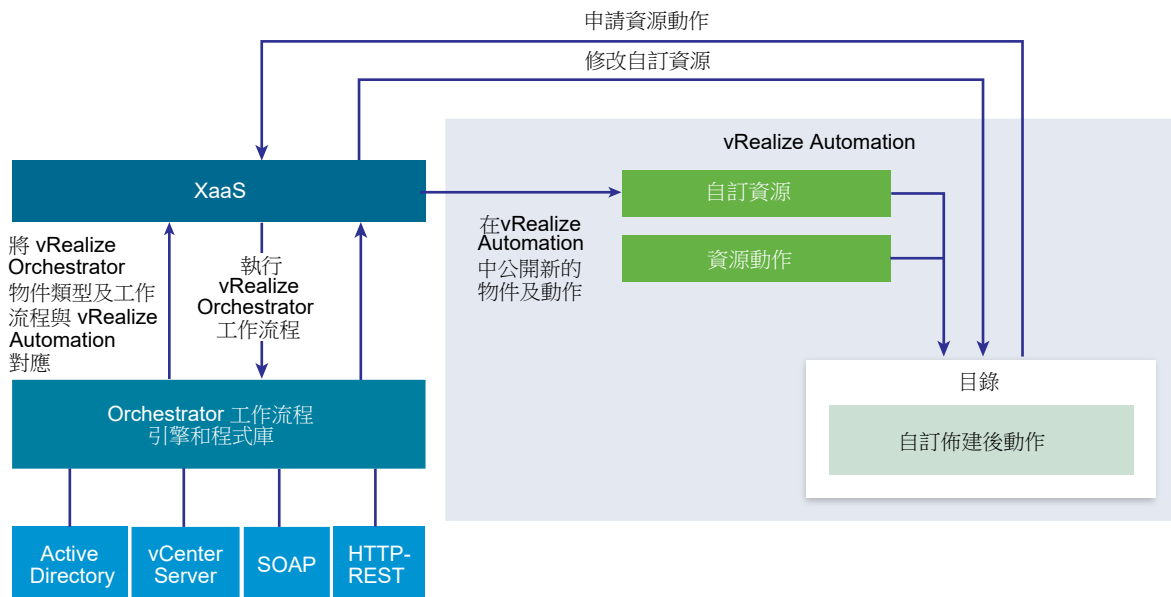 申請資源動作
修改自訂資源
vRealize Automation
XaaS
自訂資源
資源動作
將 vRealize
Orchestrator
物件類型及工作
流程與 vRealize
Automation
對應
執行
vRealize
Orchestrator
工作流程
在vRealize
Automation
中公開新的
物件及動作
目錄
自訂佈建後動作
Orchestrator 工作流程
引擎和程式庫
Active
Directory
vCenter
Server
SOAP
HTTP-
REST